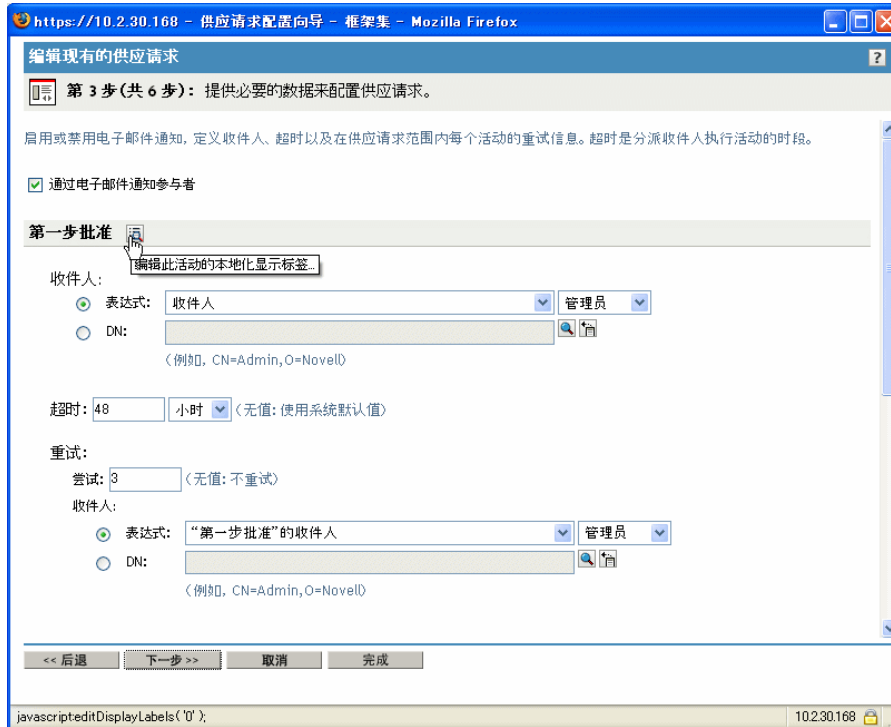 https://10.2.30.168 - 供应请求配置向导 - 框架集 - Mozilla Firefox
编辑现有的供应请求
?
第 3 步(共 6 步): 提供必要的数据来配置供应请求。
启用或禁用电子邮件通知, 定义收件人、超时以及在供应请求范围内每个活动的重试信息。超时是分派收件人执行活动的时段。
通过电子邮件通知参与者
第一步批准
编辑此活动的本地化显示标签...
收件人:
表达式: 收件人 管理员
DN:
(例如, CN=Admin,O=Novell)
超时: 48 小时 (无值: 使用系统默认值)
重试:
尝试: 3 (无值: 不重试)
收件人:
表达式: “第一步批准”的收件人 管理员
DN:
(例如, CN=Admin,O=Novell)
<< 后退 下一步 >> 取消 完成
javascript:editDisplayLabels('0'); 10.2.30.168